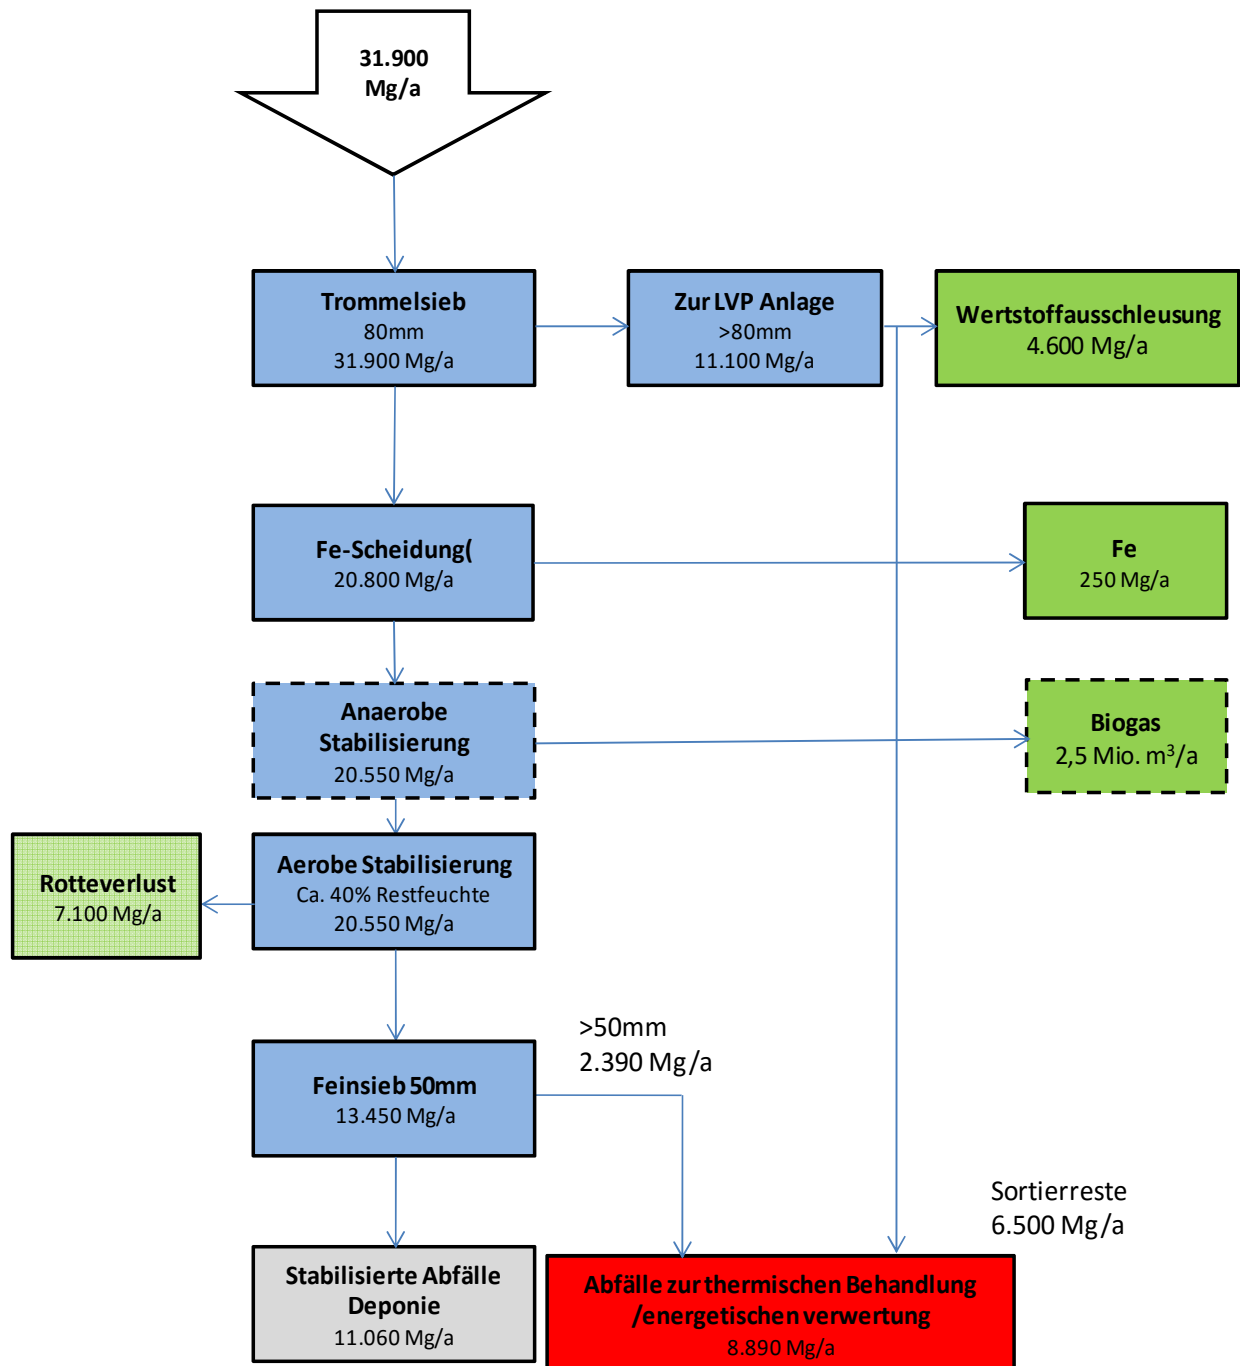 31.900
Mg/a
Trommelsieb
80mm
31.900 Mg/a
Zur LVP Anlage
>80mm
11.100 Mg/a
Wertstoffausschleusung
4.600 Mg/a
Fe-Scheidung(
20.800 Mg/a
Fe
250 Mg/a
Anaerobe
Stabilisierung
20.550 Mg/a
Biogas
2,5 Mio. m³/a
Rotteverlust
7.100 Mg/a
Aerobe Stabilisierung
Ca. 40% Restfeuchte
20.550 Mg/a
>50mm
2.390 Mg/a
Feinsieb 50mm
13.450 Mg/a
Sortierreste
6.500 Mg/a
Stabilisierte Abfälle
Deponie
11.060 Mg/a
Abfälle zur thermischen Behandlung
/energetischen verwertung
8.890 Mg/a